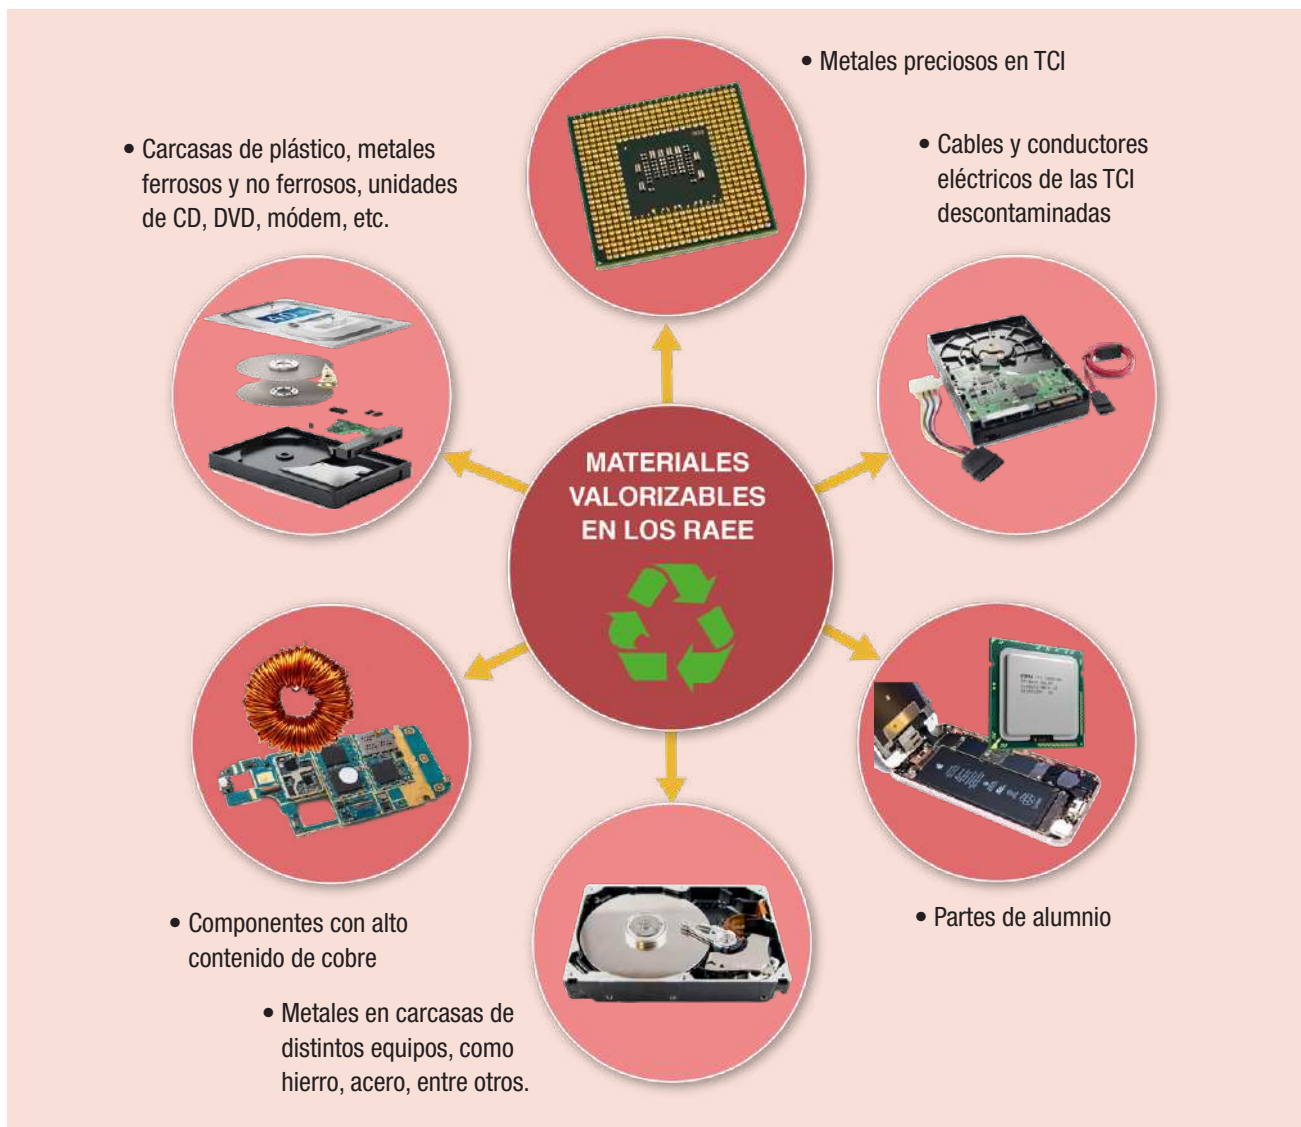 • Metales preciosos en TCI
• Carcasas de plástico, metales
ferrosos y no ferrosos, unidades
de CD, DVD, módem, etc.
• Cables y conductores
eléctricos de las TCI
descontaminadas
MATERIALES
VALORIZABLES
EN LOS RAEE
• Componentes con alto
contenido de cobre
• Partes de alumnio
• Metales en carcasas de
distintos equipos, como
hierro, acero, entre otros.